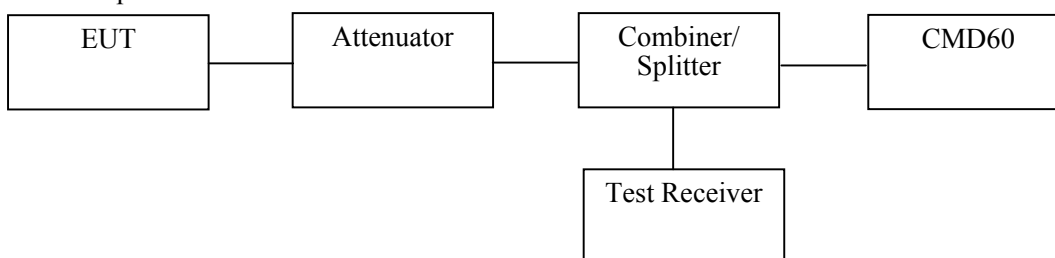 EUT
Attenuator
Combiner/
Splitter
CMD60
Test Receiver